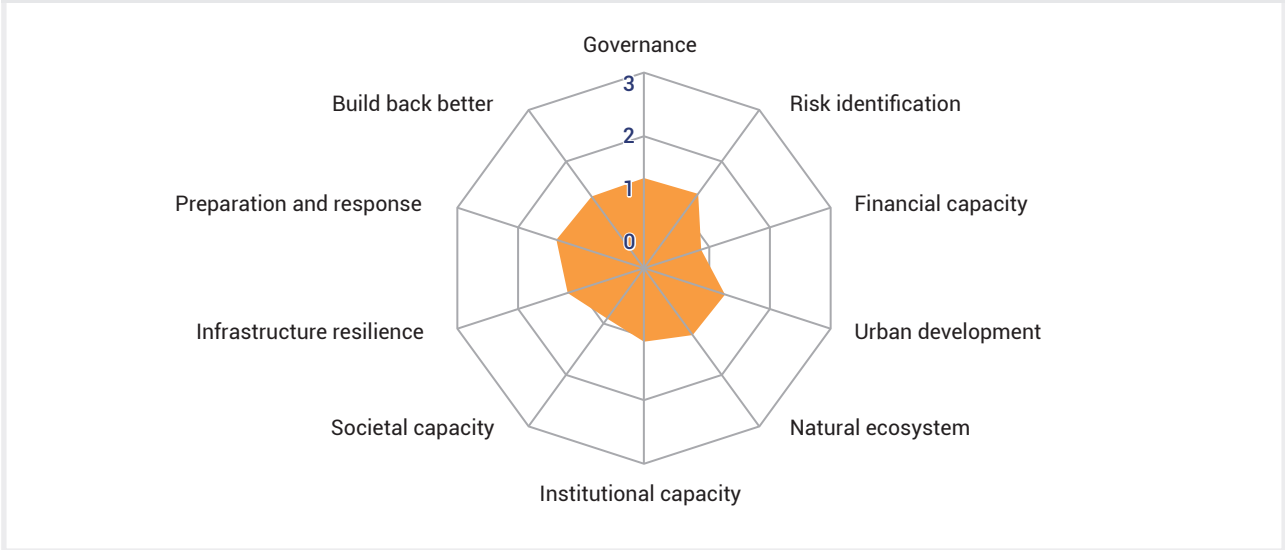 Governance
3
Build back better
Risk identification
2
1
Preparation and response
Financial capacity
0
Infrastructure resilience
Urban development
Societal capacity
Natural ecosystem
Institutional capacity